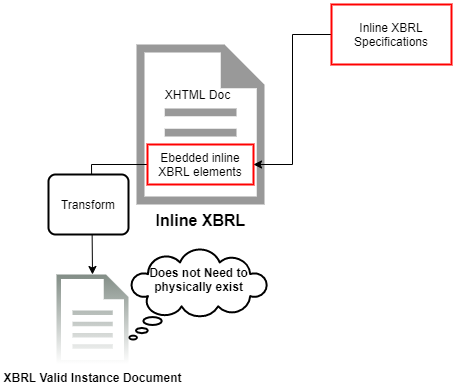 Inline XBRL
Specifications
XHTML Doc
Ebedded inline
XBRL elements
Transform
Inline XBRL
Does not Need to
physically exist
XBRL Valid Instance Document